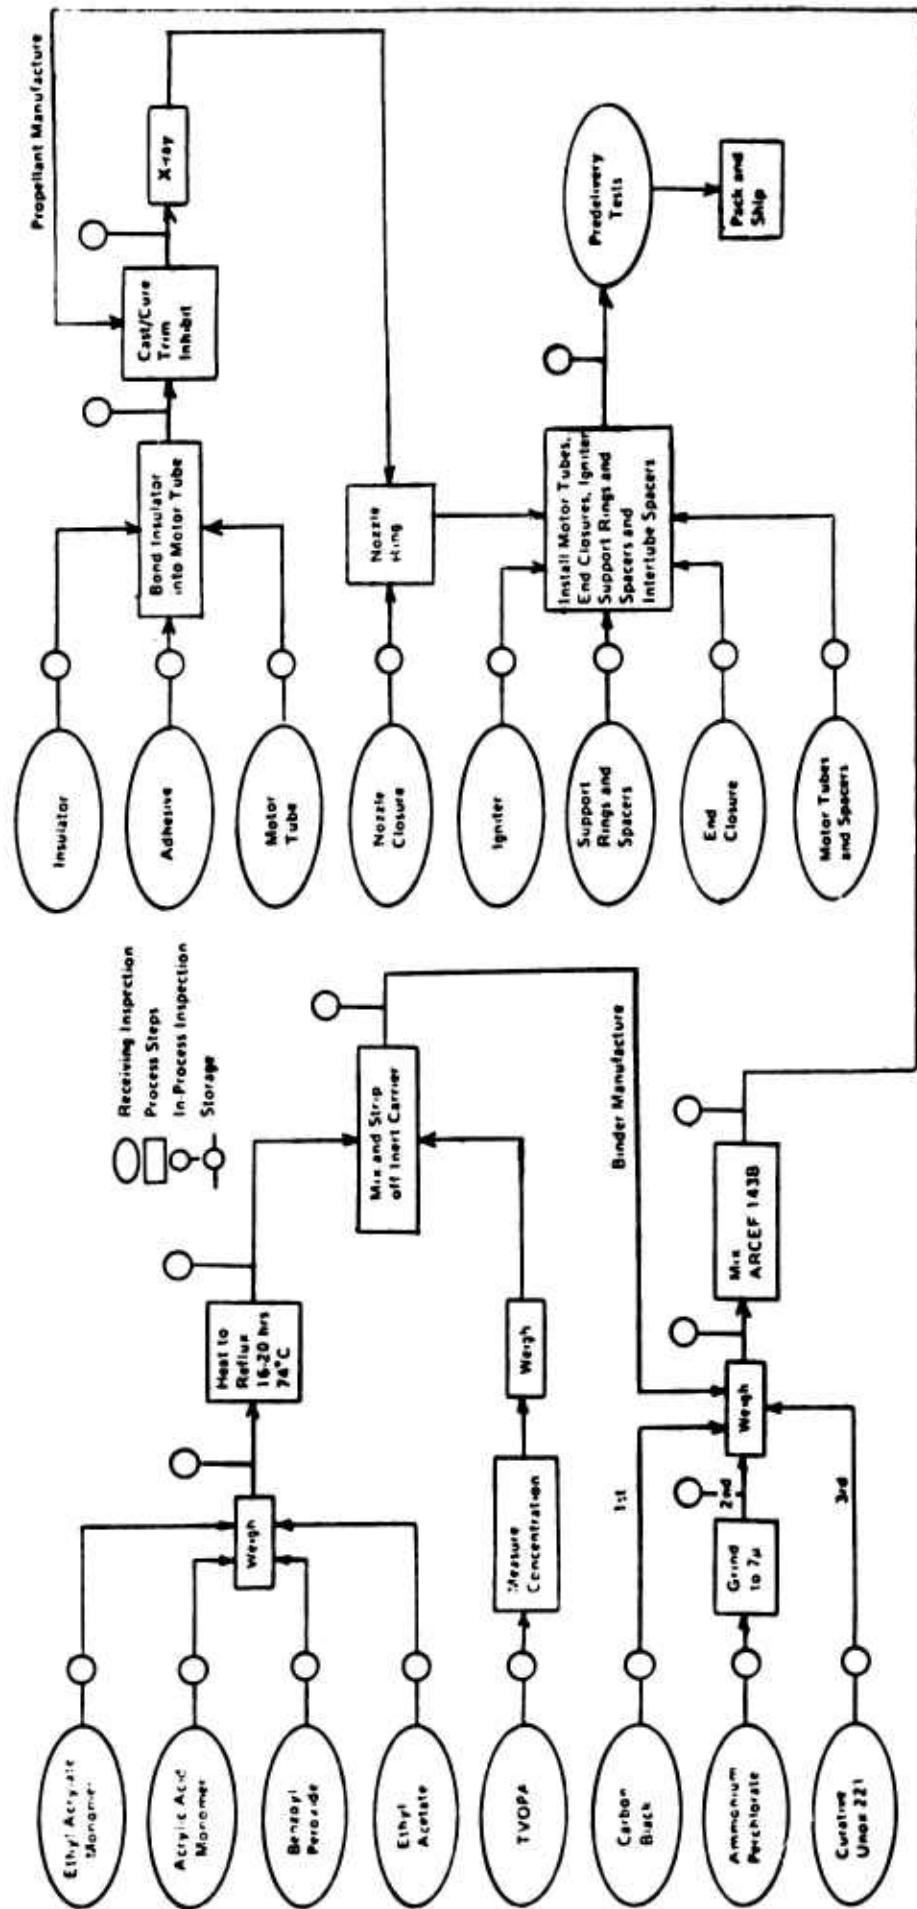 Ethyl Acrylate
Monomer
Acrylic Acid
Monomer
Benzoyl
Peroxide
Ethyl
Acetate
TVOPA
Carbon
Black
Ammonium
Perchlorate
Curative
Unox 221
Weigh
Heat to
Reflux
16-20 hrs
74°C
Measure
Concentration
Weigh
Mix and Strip
off Inert Carrier
1st
Grind
to 7µ
2nd
3rd
Weigh
Mix
ARCEF 143B
Binder Manufacture
Receiving Inspection
Process Steps
In-Process Inspection
Storage
Insulator
Adhesive
Motor
Tube
Nozzle
Closure
Igniter
Support
Rings and
Spacers
End
Closure
Motor Tubes
and Spacers
Bond Insulator
into Motor Tube
Cast/Cure
Trim
Inhibit
X-ray
Propellant Manufacture
Nozzle
Ring
Install Motor Tubes,
End Closures, Igniter
Support Rings and
Spacers and
Intertube Spacers
Predelivery
Tests
Pack and
Ship